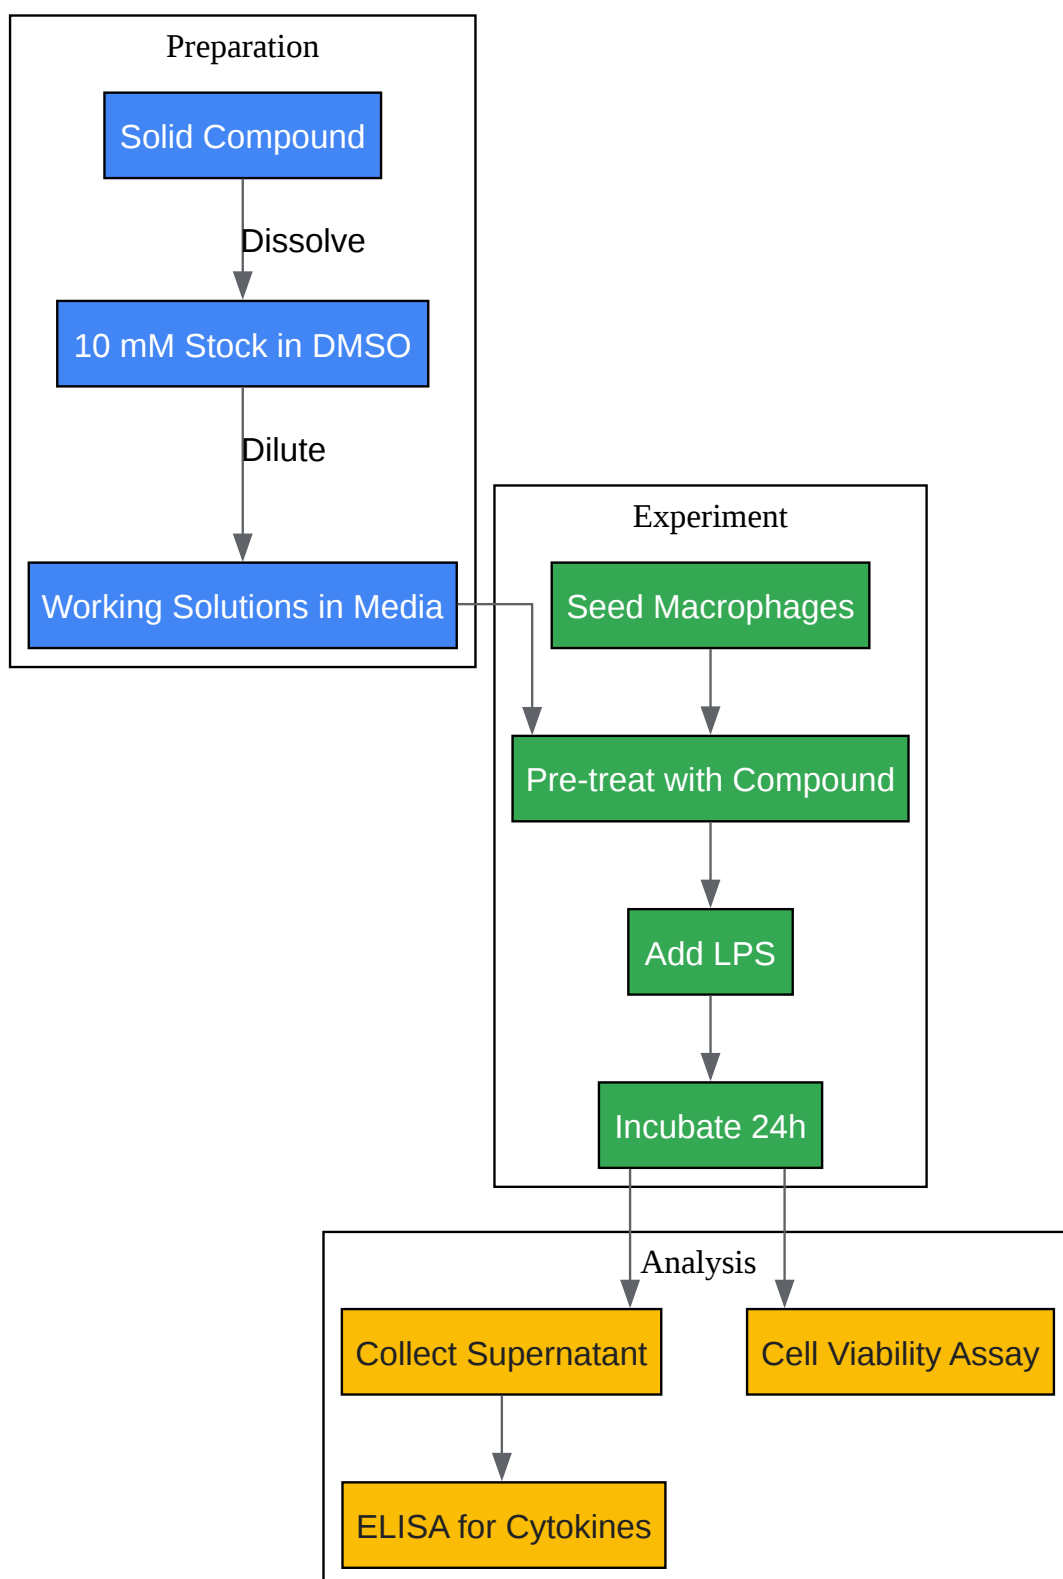 Preparation
Solid Compound
Dissolve
10 mM Stock in DMSO
Dilute
Working Solutions in Media
Experiment
Seed Macrophages
Pre-treat with Compound
Add LPS
Incubate 24h
Analysis
Collect Supernatant
Cell Viability Assay
ELISA for Cytokines